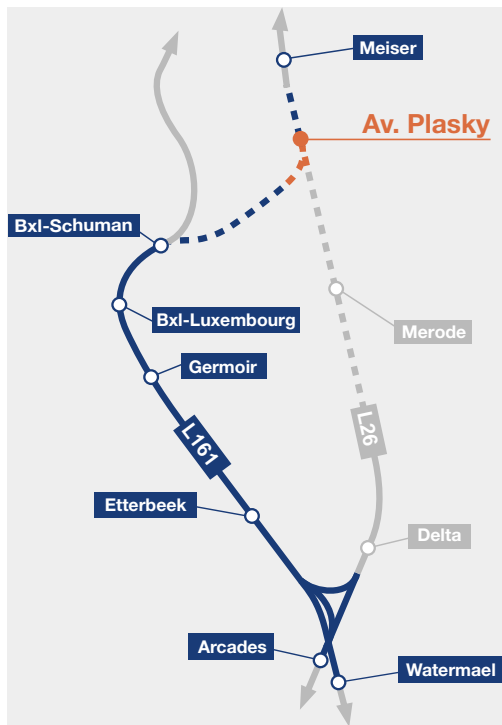 Meiser
Av. Plasky
Bxl-Schuman
Bxl-Luxembourg
Merode
Germoir
L161
L26
Etterbeek
Delta
Arcades
Watermael